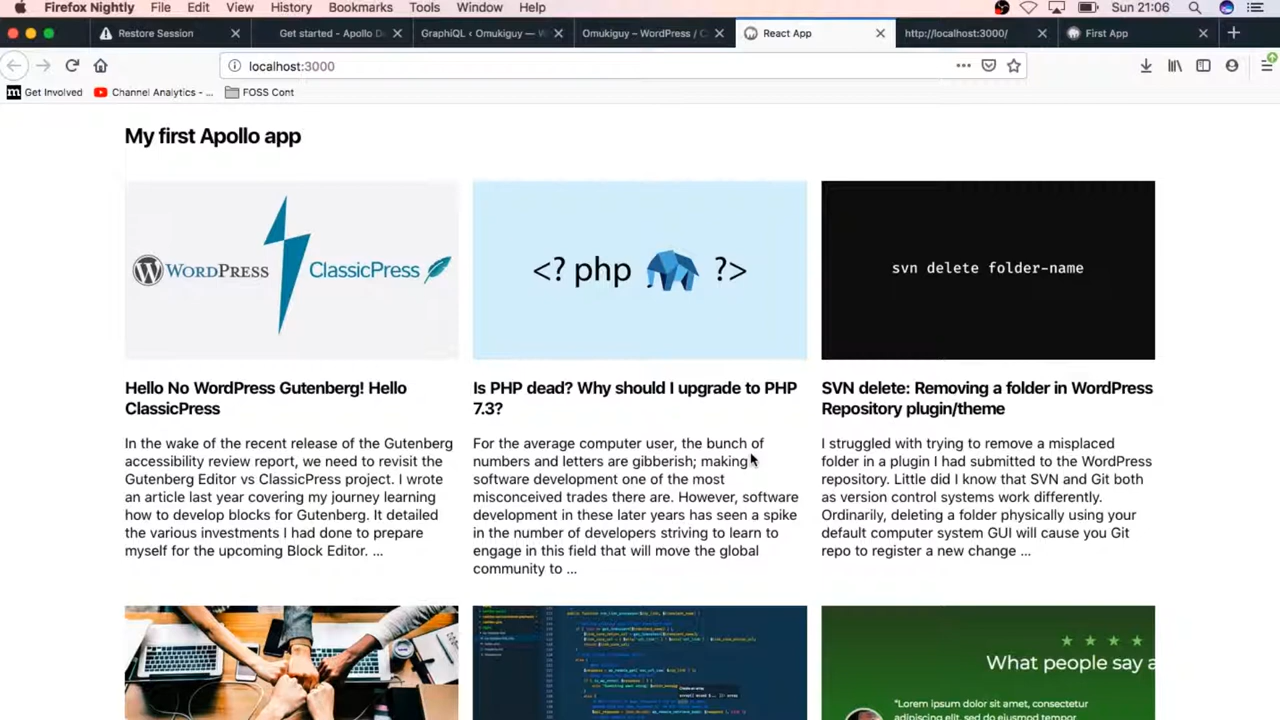 Firefox Nightly File Edit View History Bookmarks Tools Window Help Sun 21:06
Restore Session Get started - Apollo D GraphiQL ‹ Omukiguy — W Omukiguy – WordPress / C React App http://localhost:3000/ First App
localhost:3000
Get Involved Channel Analytics - ... FOSS Cont
My first Apollo app
WORDPRESS ClassicPress
<? php ?>
svn delete folder-name
Hello No WordPress Gutenberg! Hello
ClassicPress
In the wake of the recent release of the Gutenberg
accessibility review report, we need to revisit the
Gutenberg Editor vs ClassicPress project. I wrote
an article last year covering my journey learning
how to develop blocks for Gutenberg. It detailed
the various investments I had done to prepare
myself for the upcoming Block Editor. ...
Is PHP dead? Why should I upgrade to PHP
7.3?
For the average computer user, the bunch of
numbers and letters are gibberish; making
software development one of the most
misconceived trades there are. However, software
development in these later years has seen a spike
in the number of developers striving to learn to
engage in this field that will move the global
community to ...
SVN delete: Removing a folder in WordPress
Repository plugin/theme
I struggled with trying to remove a misplaced
folder in a plugin I had submitted to the WordPress
repository. Little did I know that SVN and Git both
as version control systems work differently.
Ordinarily, deleting a folder physically using your
default computer system GUI will cause you Git
repo to register a new change ...
What people say a
"Lorem ipsum dolor sit amet, consectetur
adipiscing elit, sed do eiusmod tempor